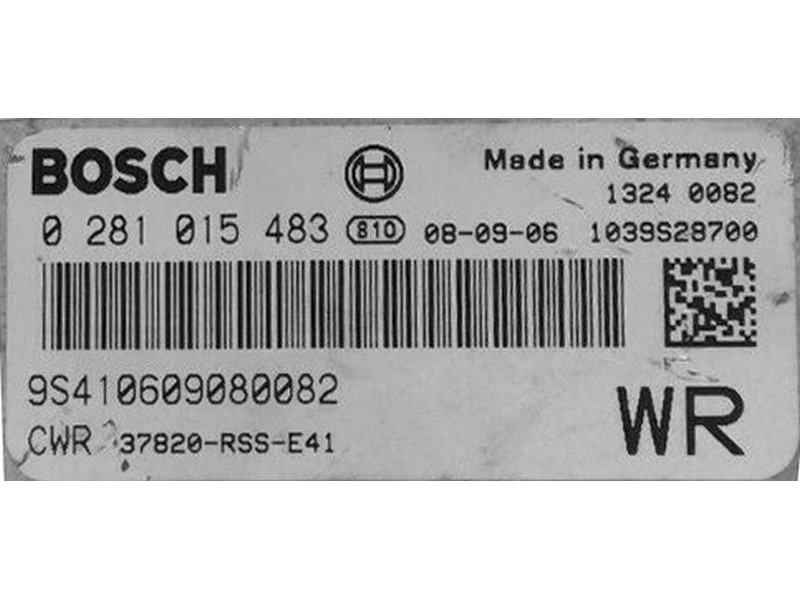 BOSCH
Made in Germany
1324 0082
0 281 015 483 810 08-09-06 1039S28700
9S410609080082
CWR 37820-RSS-E41
WR